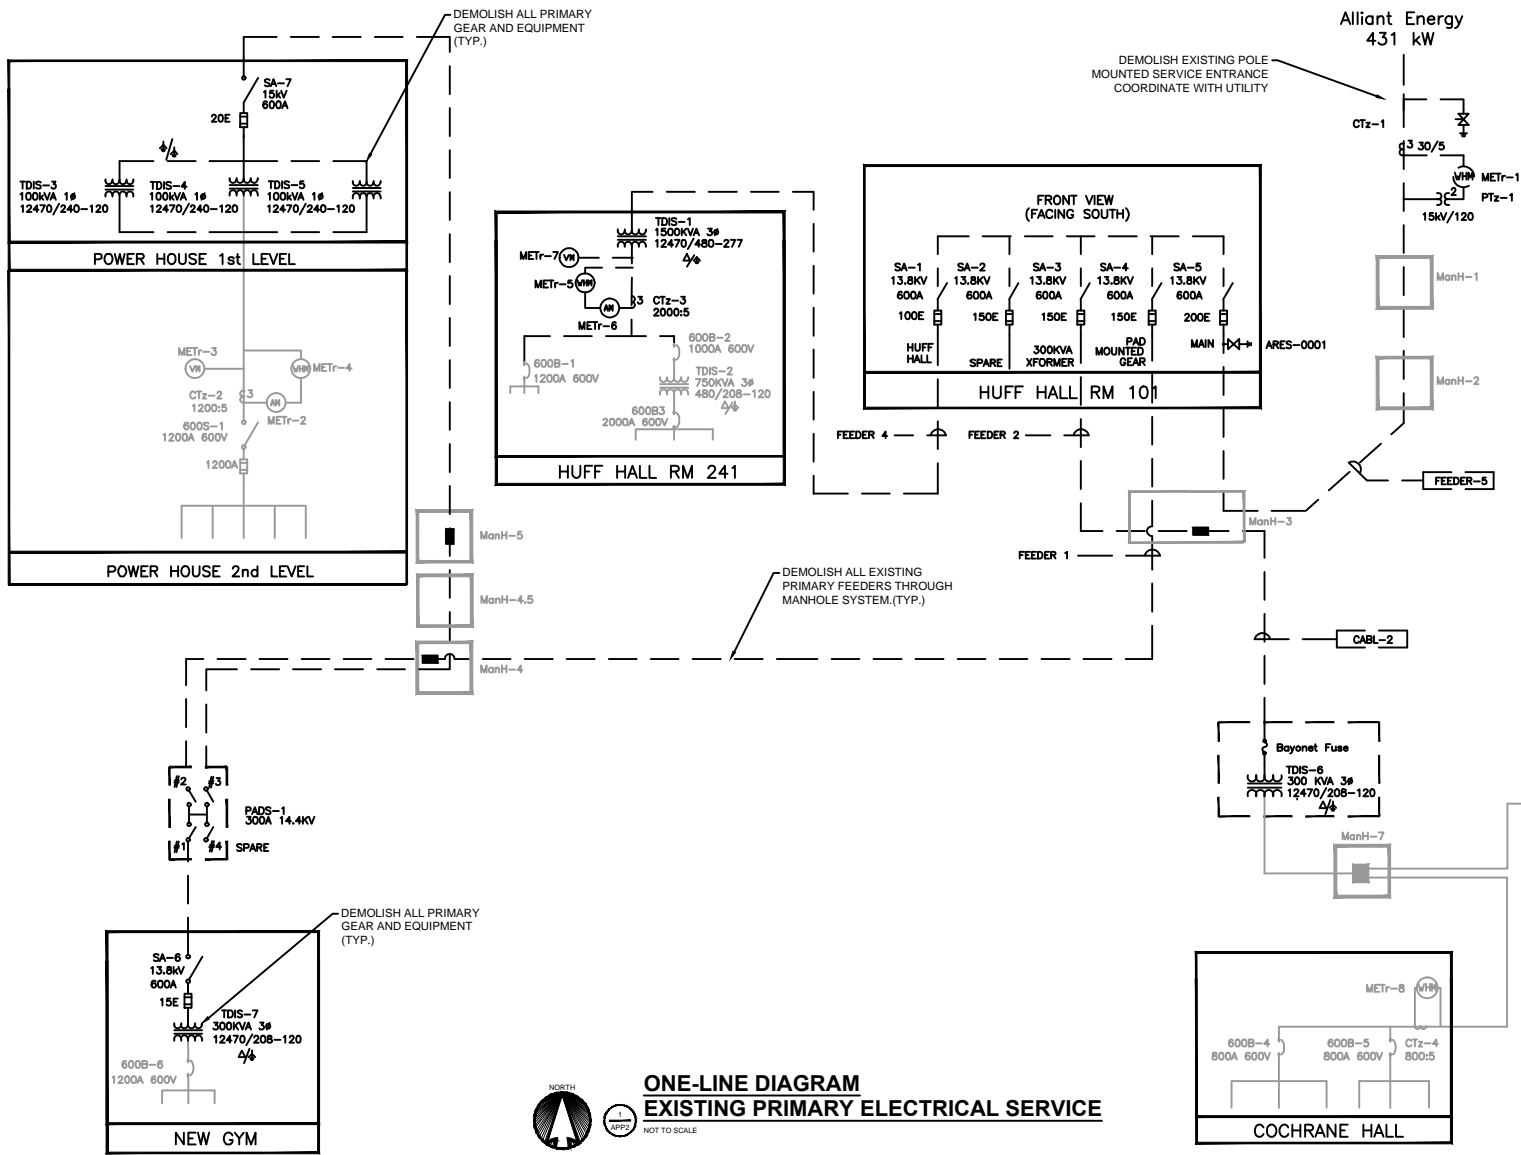 DEMOLISH ALL PRIMARY
GEAR AND EQUIPMENT
(TYP.)
SA-7
15kV
600A
20E
TDIS-3
100kVA 1ø
12470/240-120
TDIS-4
100kVA 1ø
12470/240-120
TDIS-5
100kVA 1ø
12470/240-120
POWER HOUSE 1st LEVEL
METr-3
VM
WHM
METr-4
CTz-2
1200:5
3
AM
METr-2
600S-1
1200A 600V
1200A
POWER HOUSE 2nd LEVEL
TDIS-1
1500KVA 3ø
12470/480-277
METr-7
VM
METr-5
WHM
AM
METr-6
3
CTz-3
2000:5
600B-1
1200A 600V
600B-2
1000A 600V
TDIS-2
750KVA 3ø
480/208-120
600B3
2000A 600V
HUFF HALL RM 241
FRONT VIEW
(FACING SOUTH)
SA-1
13.8KV
600A
100E
HUFF
HALL
SA-2
13.8KV
600A
150E
SPARE
SA-3
13.8KV
600A
150E
300KVA
XFORMER
SA-4
13.8KV
600A
150E
PAD
MOUNTED
GEAR
SA-5
13.8KV
600A
200E
MAIN
ARES-0001
HUFF HALL RM 101
FEEDER 4
FEEDER 2
FEEDER 1
Alliant Energy
431 kW
DEMOLISH EXISTING POLE
MOUNTED SERVICE ENTRANCE
COORDINATE WITH UTILITY
CTz-1
3 30/5
WHM
METr-1
2
PTz-1
15kV/120
ManH-1
ManH-2
FEEDER-5
ManH-3
ManH-5
ManH-4.5
ManH-4
DEMOLISH ALL EXISTING
PRIMARY FEEDERS THROUGH
MANHOLE SYSTEM.(TYP.)
CABL-2
Bayonet Fuse
TDIS-6
300 KVA 3ø
12470/208-120
ManH-7
#2 #3
#1 #4
PADS-1
300A 14.4KV
SPARE
DEMOLISH ALL PRIMARY
GEAR AND EQUIPMENT
(TYP.)
SA-6
13.8kV
600A
15E
TDIS-7
300KVA 3ø
12470/208-120
600B-6
1200A 600V
NEW GYM
METr-8
WHM
600B-4
800A 600V
600B-5
800A 600V
CTz-4
800:5
COCHRANE HALL
NORTH
1
APP2
ONE-LINE DIAGRAM
EXISTING PRIMARY ELECTRICAL SERVICE
NOT TO SCALE